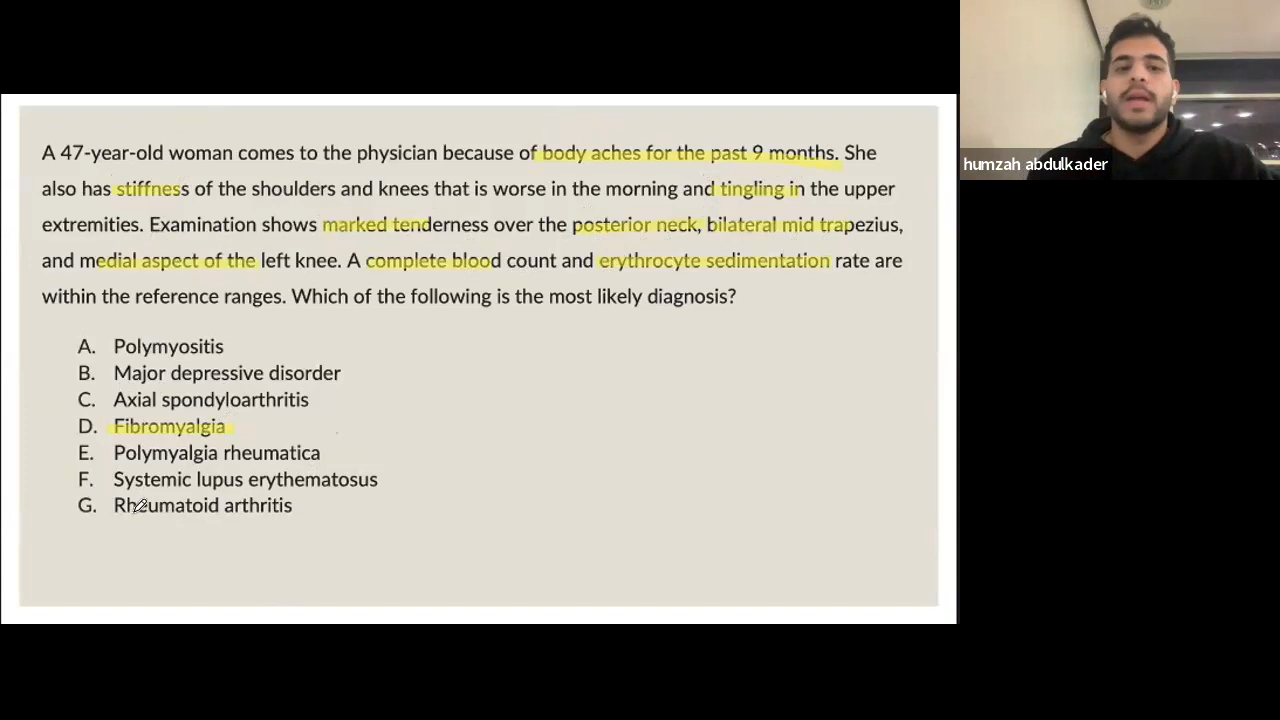 A 47-year-old woman comes to the physician because of body aches for the past 9 months. She
also has stiffness of the shoulders and knees that is worse in the morning and tingling in the upper
extremities. Examination shows marked tenderness over the posterior neck, bilateral mid trapezius,
and medial aspect of the left knee. A complete blood count and erythrocyte sedimentation rate are
within the reference ranges. Which of the following is the most likely diagnosis?
A. Polymyositis
B. Major depressive disorder
C. Axial spondyloarthritis
D. Fibromyalgia
E. Polymyalgia rheumatica
F. Systemic lupus erythematosus
G. Rheumatoid arthritis
humzah abdulkader